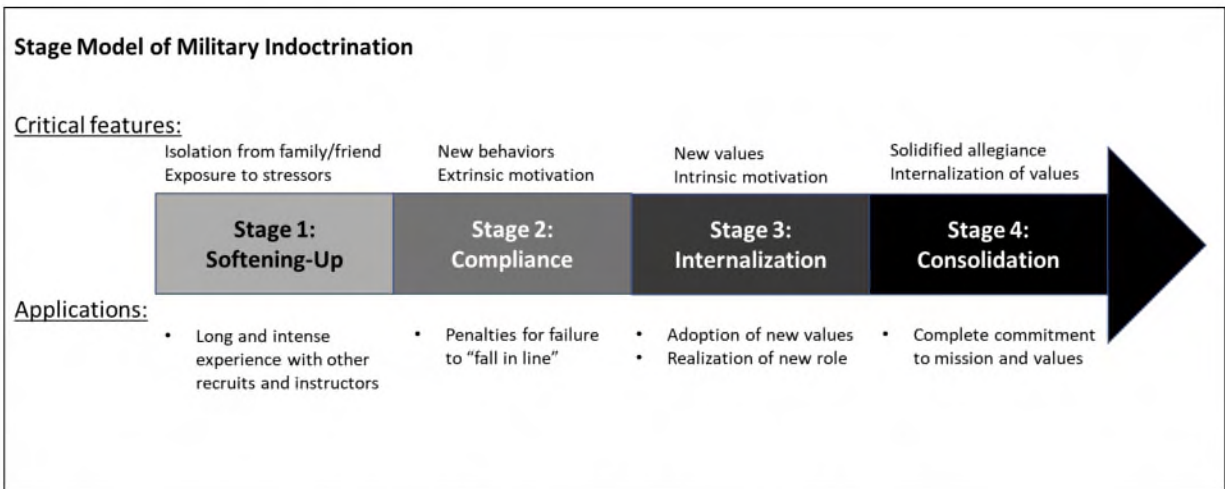 Stage Model of Military Indoctrination
Critical features:
Isolation from family/friend
Exposure to stressors
New behaviors
Extrinsic motivation
New values
Intrinsic motivation
Solidified allegiance
Internalization of values
Stage 1:
Softening-Up
Stage 2:
Compliance
Stage 3:
Internalization
Stage 4:
Consolidation
Applications:
• Long and intense
experience with other
recruits and instructors
• Penalties for failure
to “fall in line”
• Adoption of new values
• Realization of new role
• Complete commitment
to mission and values